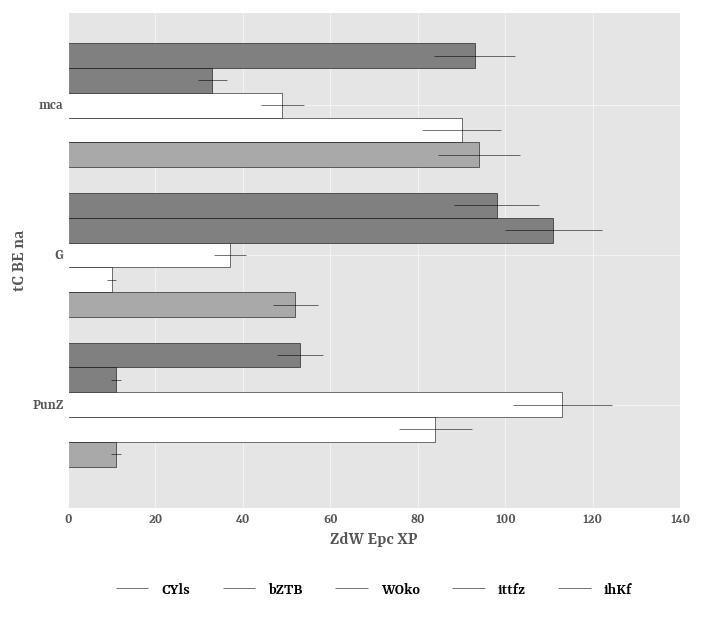 mca
G
PunZ
tC BE na
0 20 40 60 80 100 120 140
ZdW Epc XP
CYls bZTB WOko ittfz ihKf